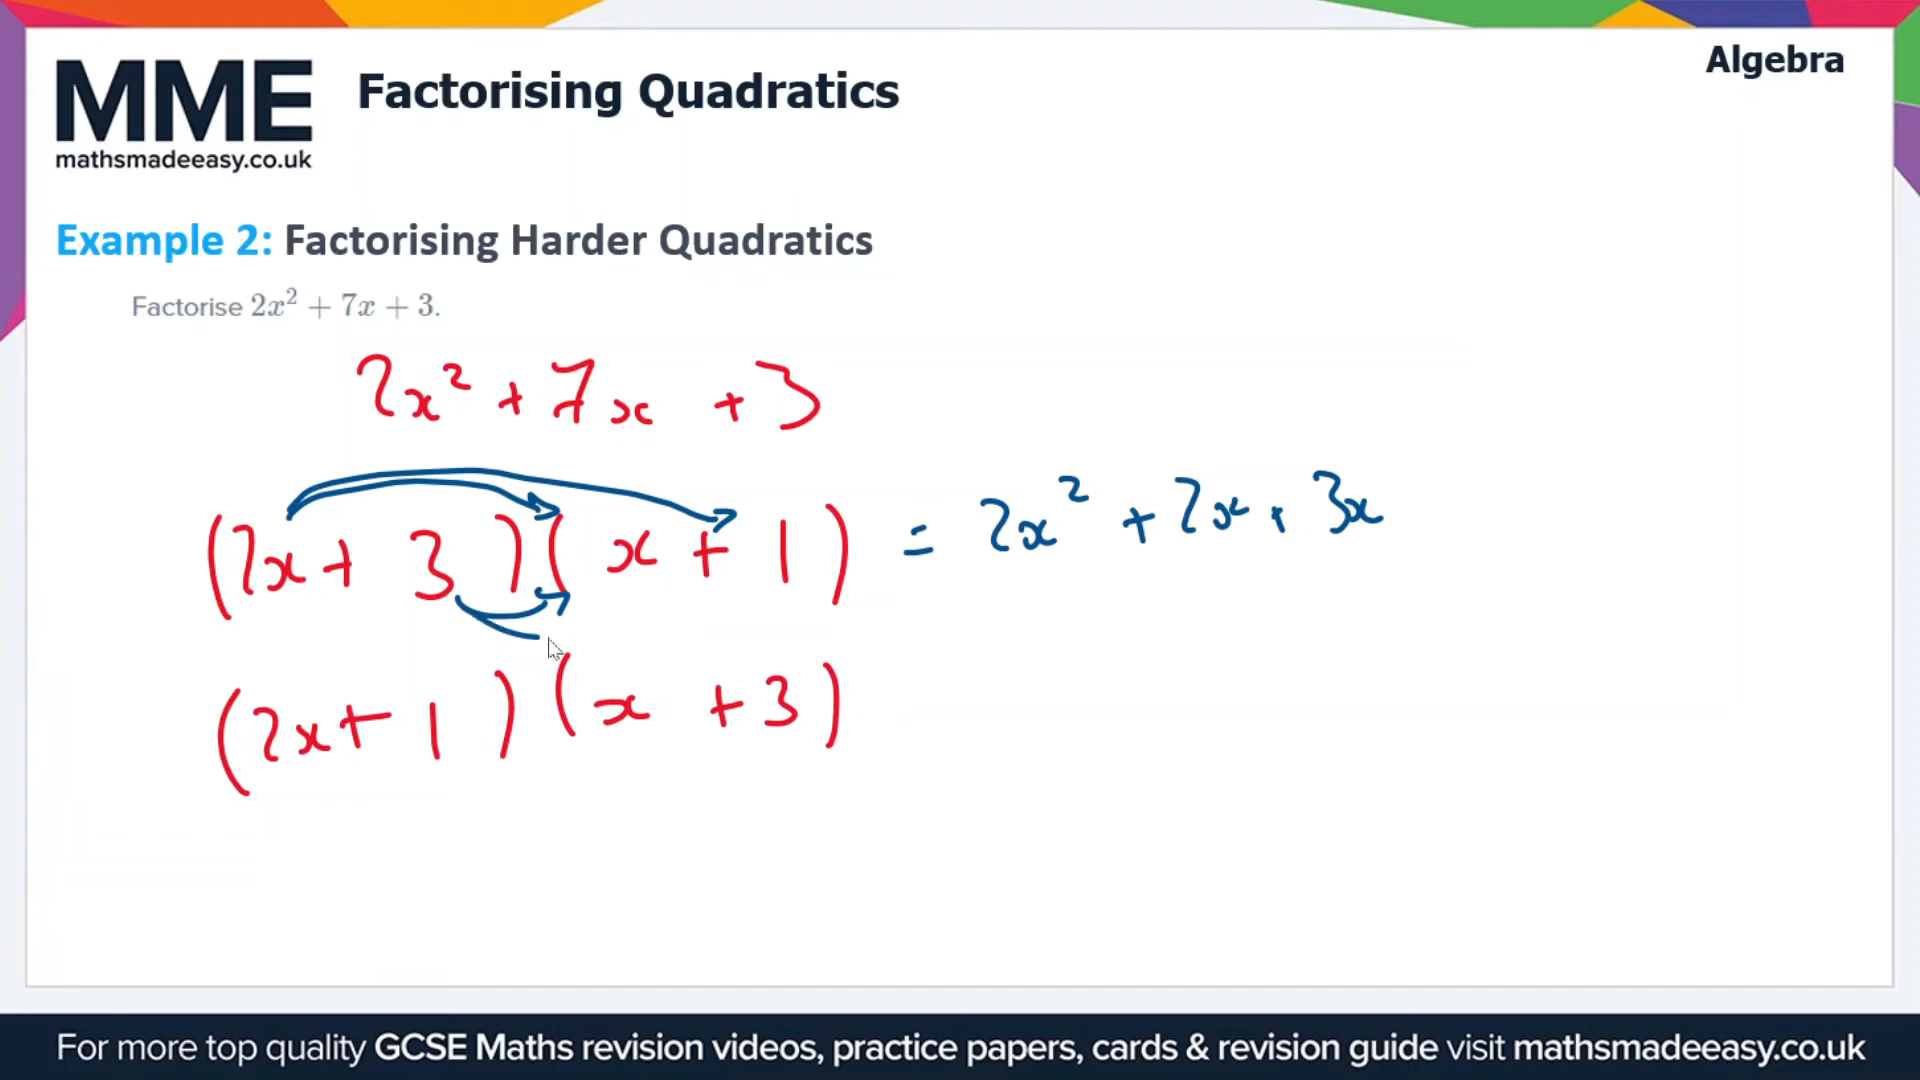 MME
mathsmadeeasy.co.uk
Factorising Quadratics
Algebra
Example 2: Factorising Harder Quadratics
Factorise 2x² + 7x + 3.
2x² + 7x + 3
(2x + 3)(x + 1) = 2x² + 2x + 3x
(2x + 1)(x + 3)
For more top quality GCSE Maths revision videos, practice papers, cards & revision guide visit mathsmadeeasy.co.uk